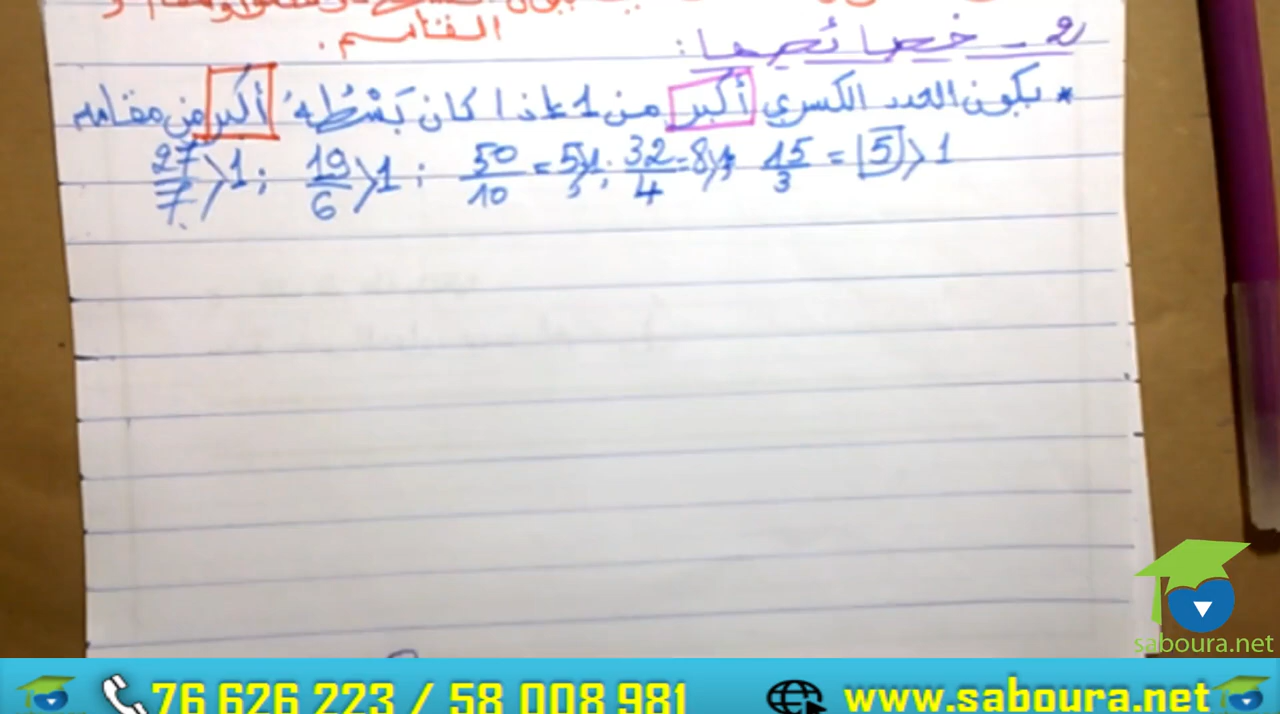 القاسم.
2 - خصائصها:
* يكون العدد الكسري أكبر من 1 إذا كان بَسْطُهُ أكبر من مقامه
27/7 > 1 ; 19/6 > 1 ; 50/10 = 5 > 1 ; 32/4 = 8 > 1 ; 15/3 = 5 > 1
saboura.net
76 626 223 / 58 008 981
www.saboura.net